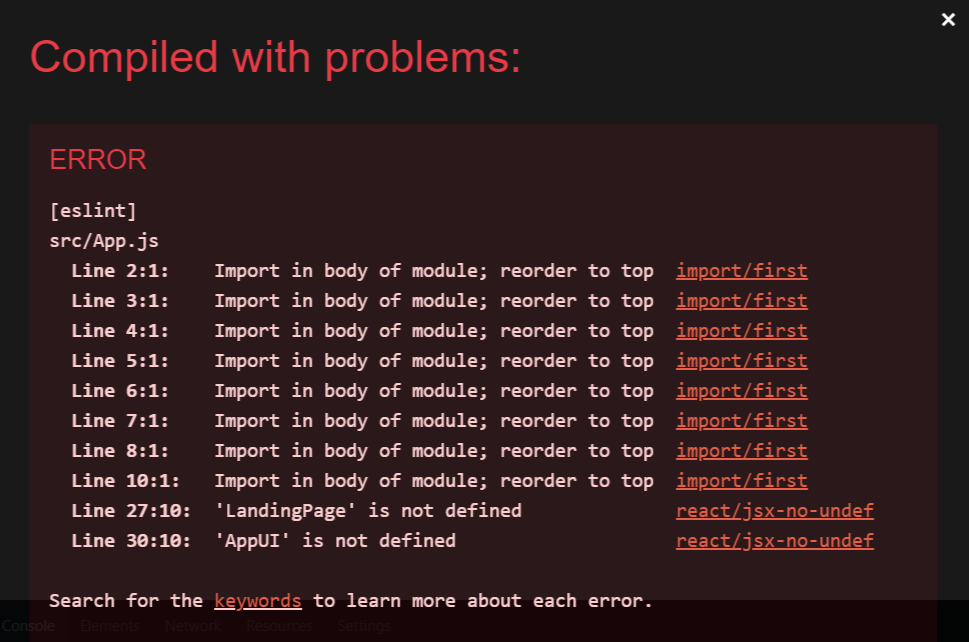 ×
Compiled with problems:
ERROR
[eslint]
src/App.js
Line 2:1: Import in body of module; reorder to top import/first
Line 3:1: Import in body of module; reorder to top import/first
Line 4:1: Import in body of module; reorder to top import/first
Line 5:1: Import in body of module; reorder to top import/first
Line 6:1: Import in body of module; reorder to top import/first
Line 7:1: Import in body of module; reorder to top import/first
Line 8:1: Import in body of module; reorder to top import/first
Line 10:1: Import in body of module; reorder to top import/first
Line 27:10: 'LandingPage' is not defined react/jsx-no-undef
Line 30:10: 'AppUI' is not defined react/jsx-no-undef
Search for the keywords to learn more about each error.
Console Elements Network Resources Settings